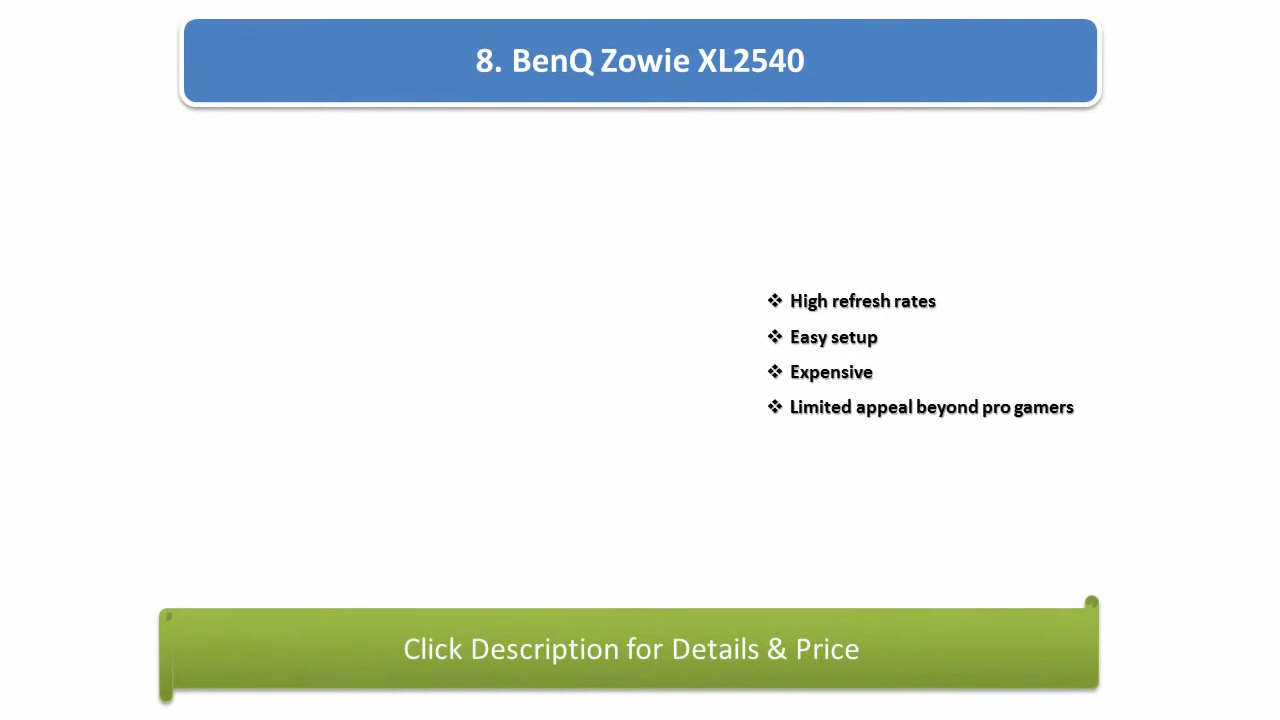 8. BenQ Zowie XL2540
❖ High refresh rates
❖ Easy setup
❖ Expensive
❖ Limited appeal beyond pro gamers
Click Description for Details & Price